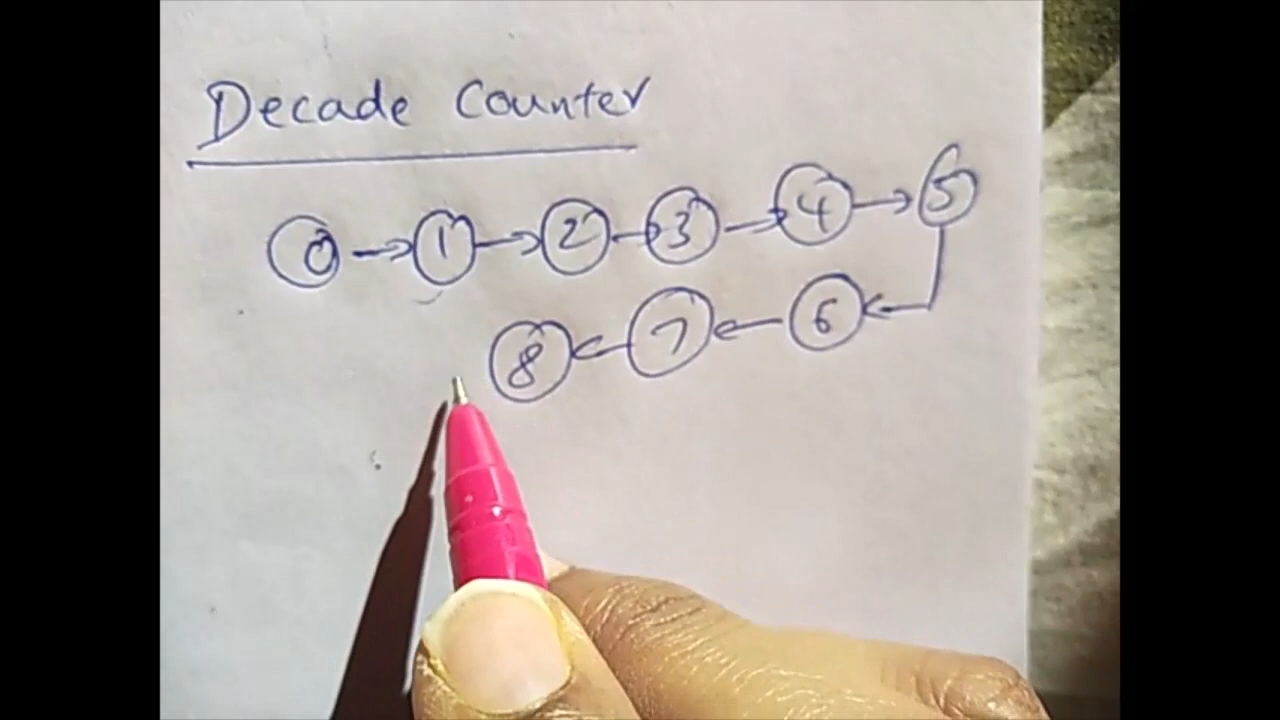 Decade Counter
0 → 1 → 2 → 3 → 4 → 5
8 ← 7 ← 6